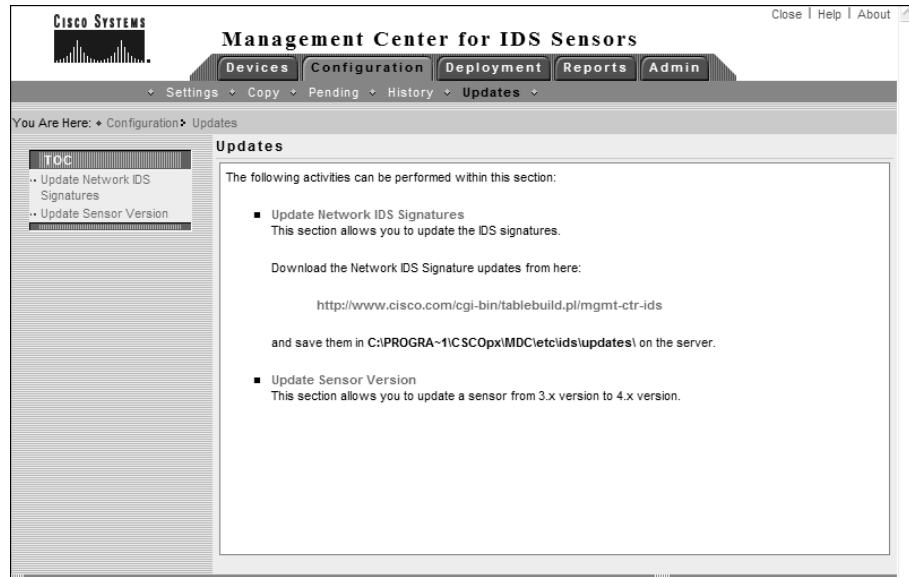 Close | Help | About
CISCO SYSTEMS
Management Center for IDS Sensors
Devices Configuration Deployment Reports Admin
Settings Copy Pending History Updates
You Are Here: Configuration Updates
TOC
Update Network IDS
Signatures
Update Sensor Version
Updates
The following activities can be performed within this section:
Update Network IDS Signatures
This section allows you to update the IDS signatures.
Download the Network IDS Signature updates from here:
http://www.cisco.com/cgi-bin/tablebuild.pl/mgmt-ctr-ids
and save them in C:\PROGRA~1\CSCOpx\MDC\etc\ids\updates\ on the server.
Update Sensor Version
This section allows you to update a sensor from 3.x version to 4.x version.